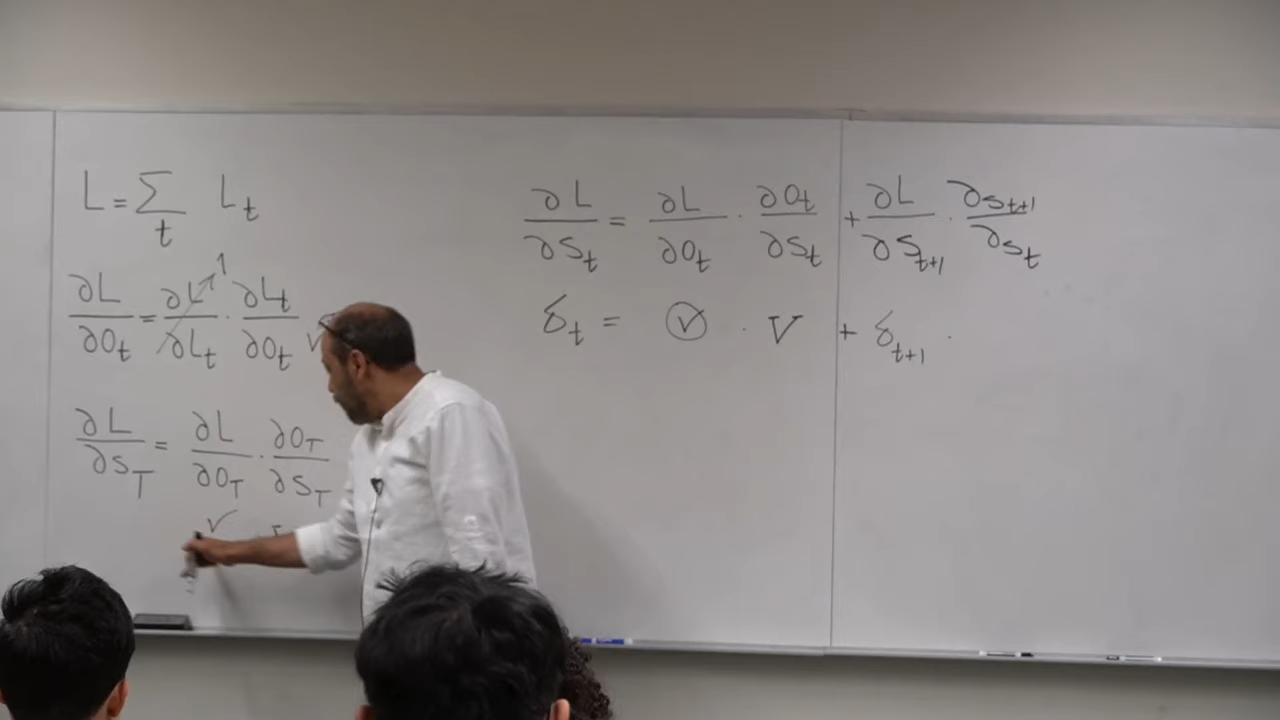 L = Σ_t L_t
∂L/∂O_t = ∂L/∂L_t ↗1 · ∂L_t/∂O_t ✓
∂L/∂S_T = ∂L/∂O_T · ∂O_T/∂S_T
✓
∂L/∂S_t = ∂L/∂O_t · ∂O_t/∂S_t + ∂L/∂S_{t+1} · ∂S_{t+1}/∂S_t
δ_t = ✓ · V + δ_{t+1} ·